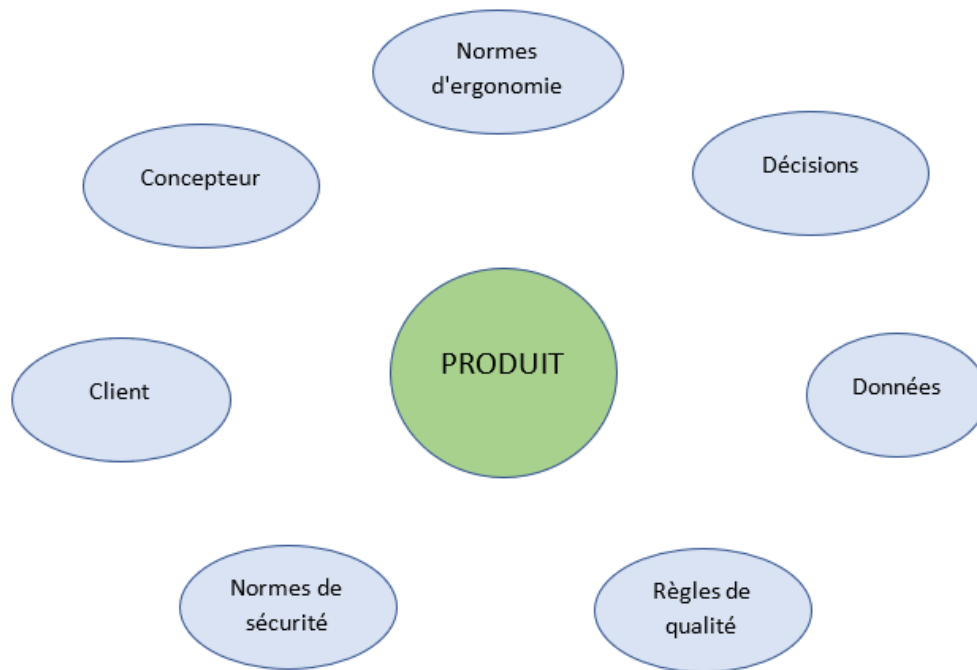 Normes
d'ergonomie
Concepteur
Décisions
PRODUIT
Client
Données
Normes de
sécurité
Règles de
qualité